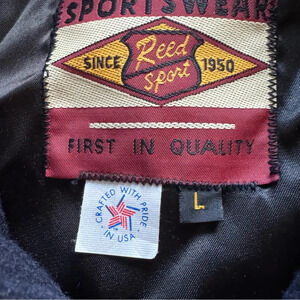 SPORTSWEAR
Reed
SINCE 1950
Sport
FIRST IN QUALITY
CRAFTED WITH PRIDE
IN USA
L